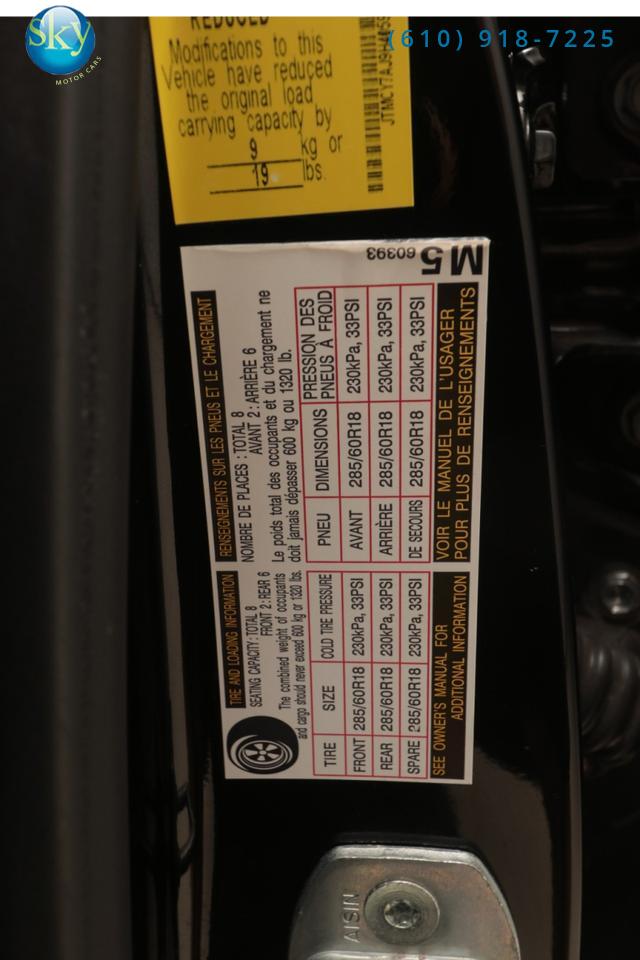 Sky
MOTOR CARS
(610) 918-7225
REDUCED
Modifications to this
Vehicle have reduced
the original load
carrying capacity by
9 kg or
19 lbs.
M5
60393
TIRE AND LOADING INFORMATION
SEATING CAPACITY: TOTAL 8
FRONT 2: REAR 6
The combined weight of occupants
and cargo should never exceed 600 kg or 1320 lbs.
TIRE SIZE COLD TIRE PRESSURE
FRONT 285/60R18 230kPa, 33PSI
REAR 285/60R18 230kPa, 33PSI
SPARE 285/60R18 230kPa, 33PSI
SEE OWNER'S MANUAL FOR
ADDITIONAL INFORMATION
RENSEIGNEMENTS SUR LES PNEUS ET LE CHARGEMENT
NOMBRE DE PLACES : TOTAL 8
AVANT 2: ARRIÈRE 6
Le poids total des occupants et du chargement ne
doit jamais dépasser 600 kg ou 1320 lb.
PNEU DIMENSIONS PRESSION DES
PNEUS À FROID
AVANT 285/60R18 230kPa, 33PSI
ARRIÈRE 285/60R18 230kPa, 33PSI
DE SECOURS 285/60R18 230kPa, 33PSI
VOIR LE MANUEL DE L'USAGER
POUR PLUS DE RENSEIGNEMENTS
AISIN